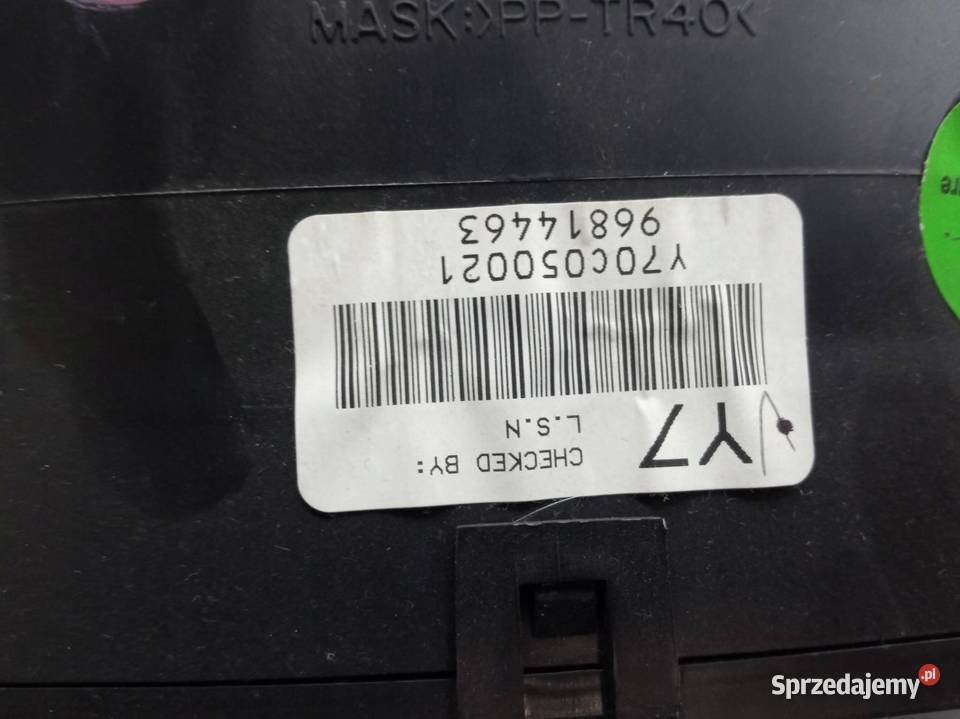 MASK:>PP-TR40<
Y7 CHECKED BY:
L.S.N
Y70C050021
96814463
Sprzedajemy.pl